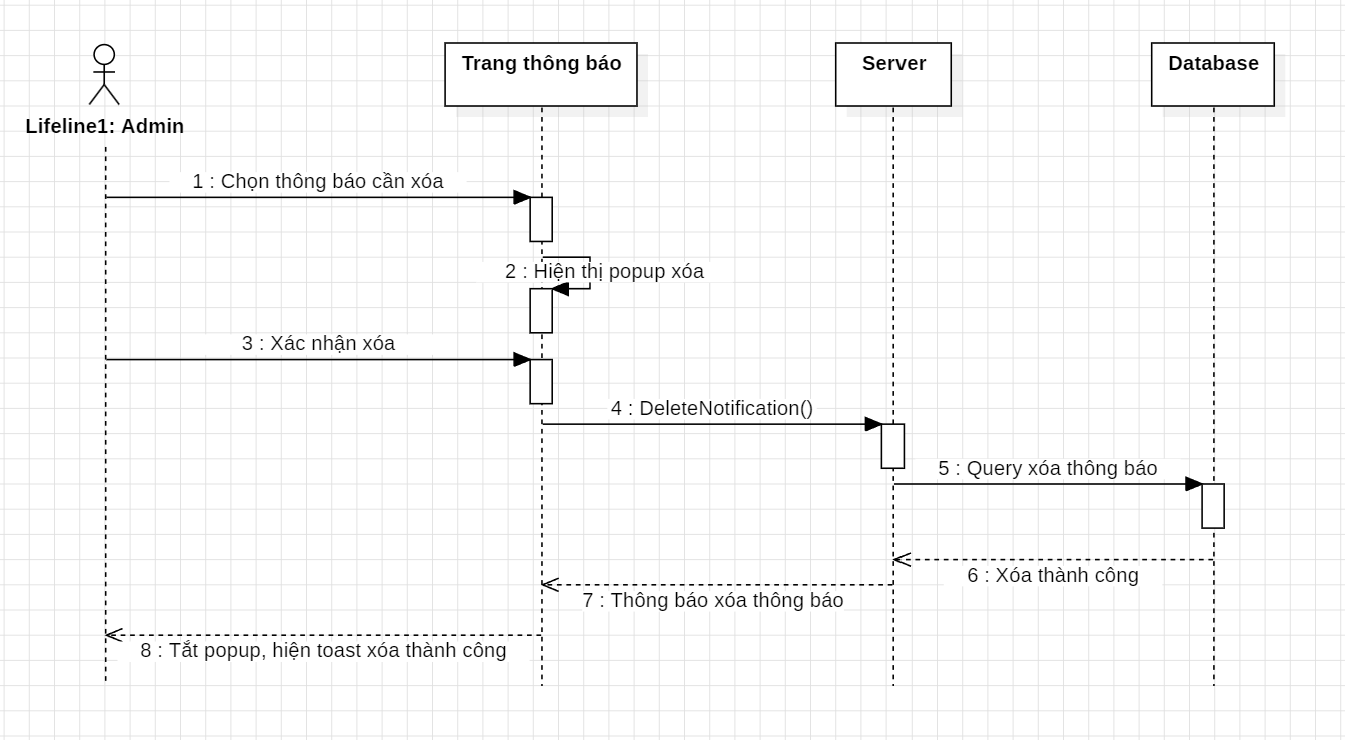 Trang thông báo
Server
Database
Lifeline1: Admin
1 : Chọn thông báo cần xóa
2 : Hiện thị popup xóa
3 : Xác nhận xóa
4 : DeleteNotification()
5 : Query xóa thông báo
6 : Xóa thành công
7 : Thông báo xóa thông báo
8 : Tắt popup, hiện toast xóa thành công